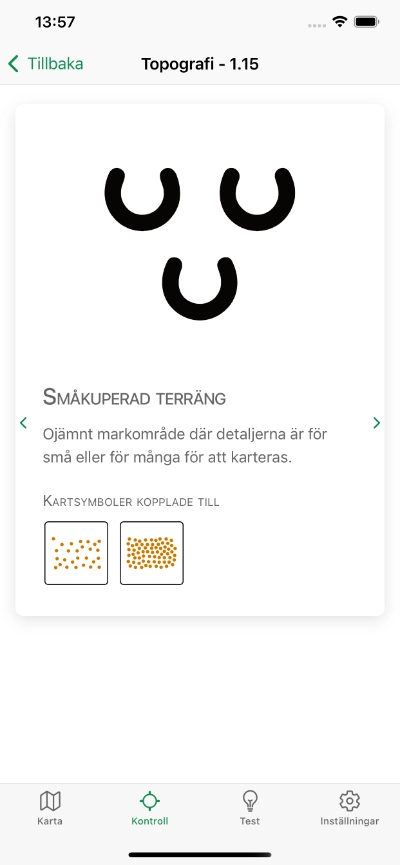 13:57
Tillbaka
Topografi - 1.15
Småkuperad terräng
Ojämnt markområde där detaljerna är för
små eller för många för att karteras.
Kartsymboler kopplade till
Karta
Kontroll
Test
Inställningar